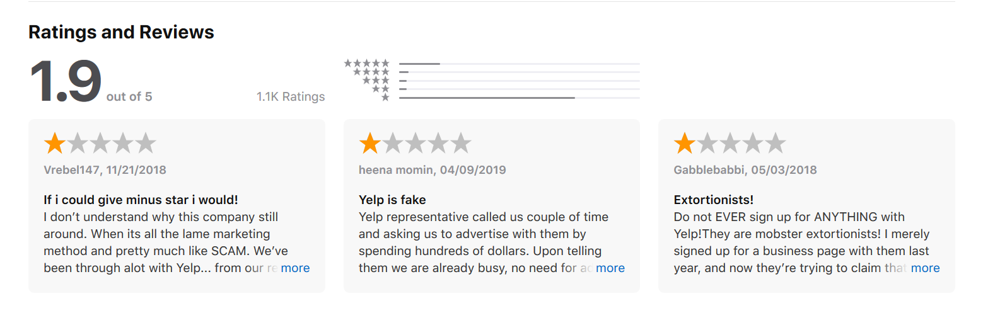 Ratings and Reviews
1.9 out of 5
1.1K Ratings
Vrebel147, 11/21/2018
If i could give minus star i would!
I don’t understand why this company still
around. When its all the lame marketing
method and pretty much like SCAM. We’ve
been through alot with Yelp... from our more
heena momin, 04/09/2019
Yelp is fake
Yelp representative called us couple of time
and asking us to advertise with them by
spending hundreds of dollars. Upon telling
them we are already busy, no need for more
Gabblebabbi, 05/03/2018
Extortionists!
Do not EVER sign up for ANYTHING with
Yelp!They are mobster extortionists! I merely
signed up for a business page with them last
year, and now they’re trying to claim that more